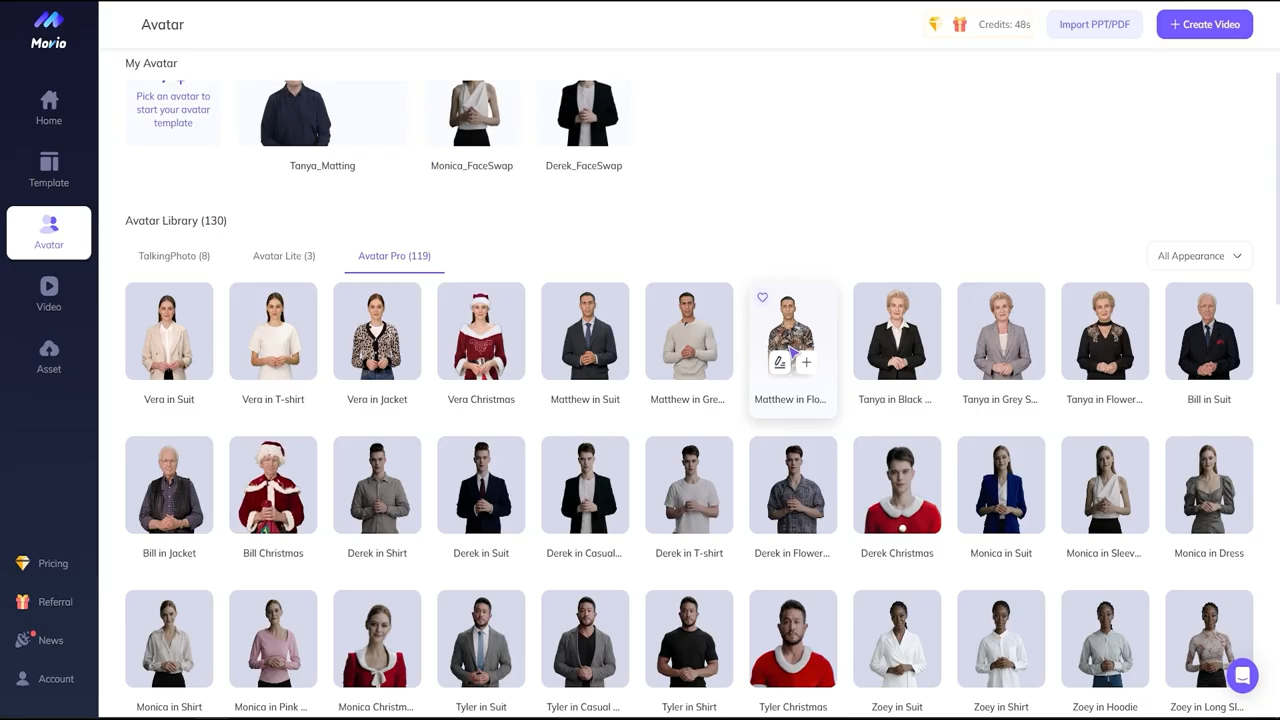 Movio
Avatar
Credits: 48s
Import PPT/PDF
+ Create Video
Home
Template
Avatar
Video
Asset
Pricing
Referral
News
Account
My Avatar
Pick an avatar to
start your avatar
template
Tanya_Matting
Monica_FaceSwap
Derek_FaceSwap
Avatar Library (130)
TalkingPhoto (8)
Avatar Lite (3)
Avatar Pro (119)
All Appearance
Vera in Suit
Vera in T-shirt
Vera in Jacket
Vera Christmas
Matthew in Suit
Matthew in Gre...
Matthew in Flo...
Tanya in Black ...
Tanya in Grey S...
Tanya in Flower...
Bill in Suit
Bill in Jacket
Bill Christmas
Derek in Shirt
Derek in Suit
Derek in Casual...
Derek in T-shirt
Derek in Flower...
Derek Christmas
Monica in Suit
Monica in Sleev...
Monica in Dress
Monica in Shirt
Monica in Pink ...
Monica Christm...
Tyler in Suit
Tyler in Casual ...
Tyler in Shirt
Tyler Christmas
Zoey in Suit
Zoey in Shirt
Zoey in Hoodie
Zoey in Long Sl...